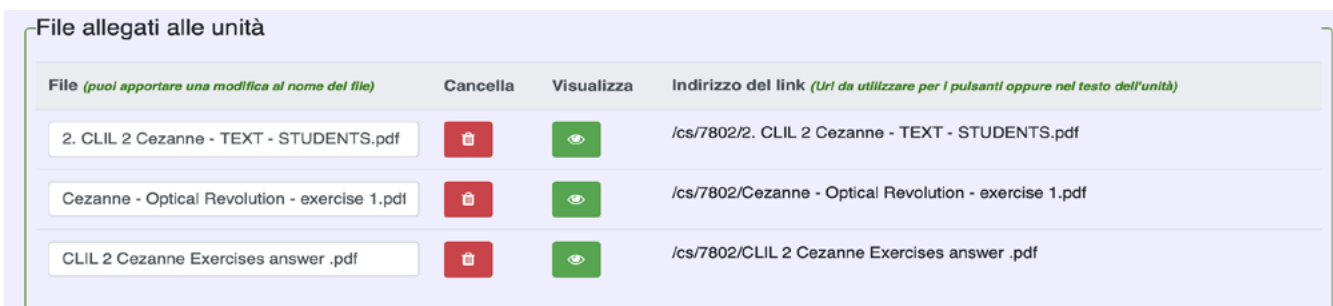 File allegati alle unità
File (puoi apportare una modifica al nome del file) Cancella Visualizza Indirizzo del link (Url da utilizzare per i pulsanti oppure nel testo dell'unità)
2. CLIL 2 Cezanne - TEXT - STUDENTS.pdf /cs/7802/2. CLIL 2 Cezanne - TEXT - STUDENTS.pdf
Cezanne - Optical Revolution - exercise 1.pdf /cs/7802/Cezanne - Optical Revolution - exercise 1.pdf
CLIL 2 Cezanne Exercises answer .pdf /cs/7802/CLIL 2 Cezanne Exercises answer .pdf